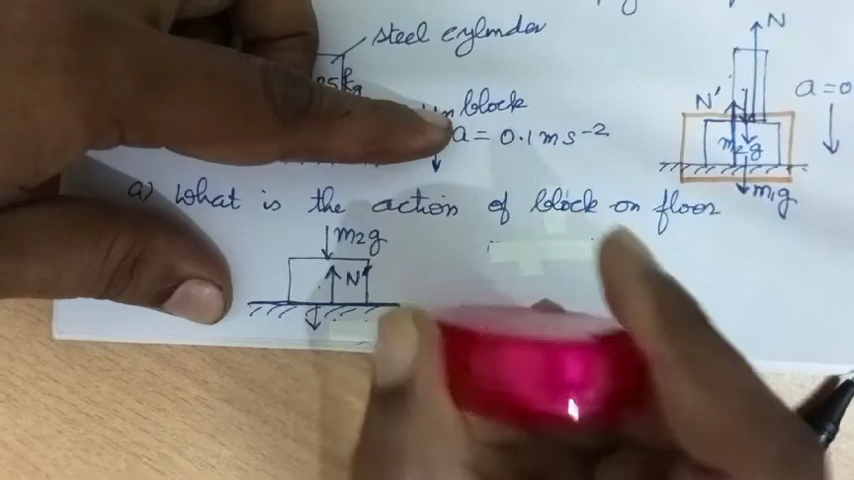 steel cylinder
N
block
N'
a = 0
a = 0.1 ms⁻²
m2g
m1g
a) What is the action of block on floor
m2g
N'